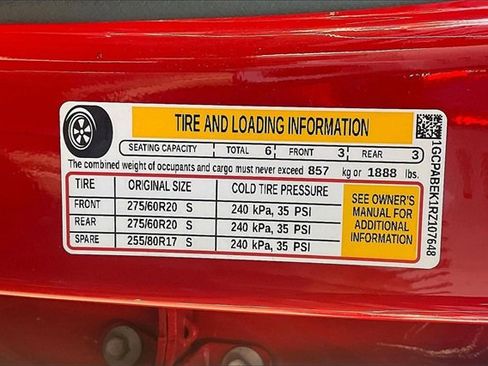 TIRE AND LOADING INFORMATION
SEATING CAPACITY TOTAL 6 FRONT 3 REAR 3
The combined weight of occupants and cargo must never exceed 857 kg or 1888 lbs.
TIRE ORIGINAL SIZE COLD TIRE PRESSURE
FRONT 275/60R20 S 240 kPa, 35 PSI
REAR 275/60R20 S 240 kPa, 35 PSI
SPARE 255/80R17 S 240 kPa, 35 PSI
SEE OWNER'S
MANUAL FOR
ADDITIONAL
INFORMATION
1GCPABEK1RZ107648